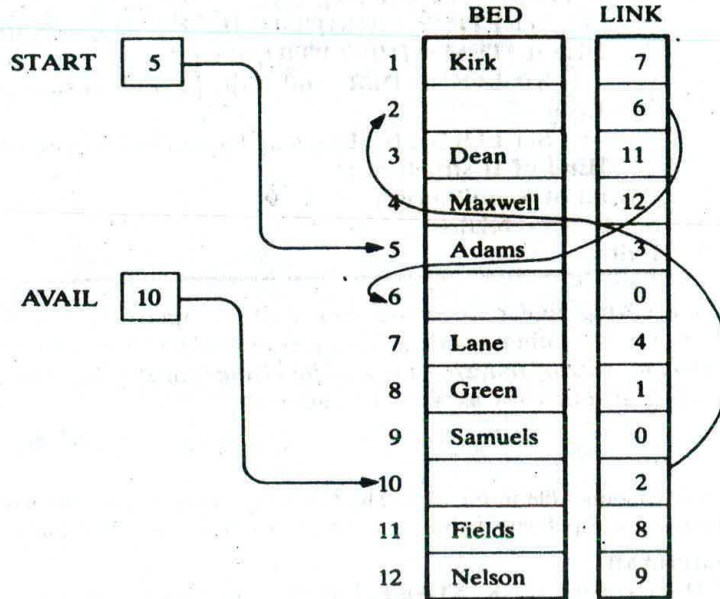 BED LINK
START 5 1 Kirk 7
2 6
3 Dean 11
4 Maxwell 12
5 Adams 3
AVAIL 10 6 0
7 Lane 4
8 Green 1
9 Samuels 0
10 2
11 Fields 8
12 Nelson 9